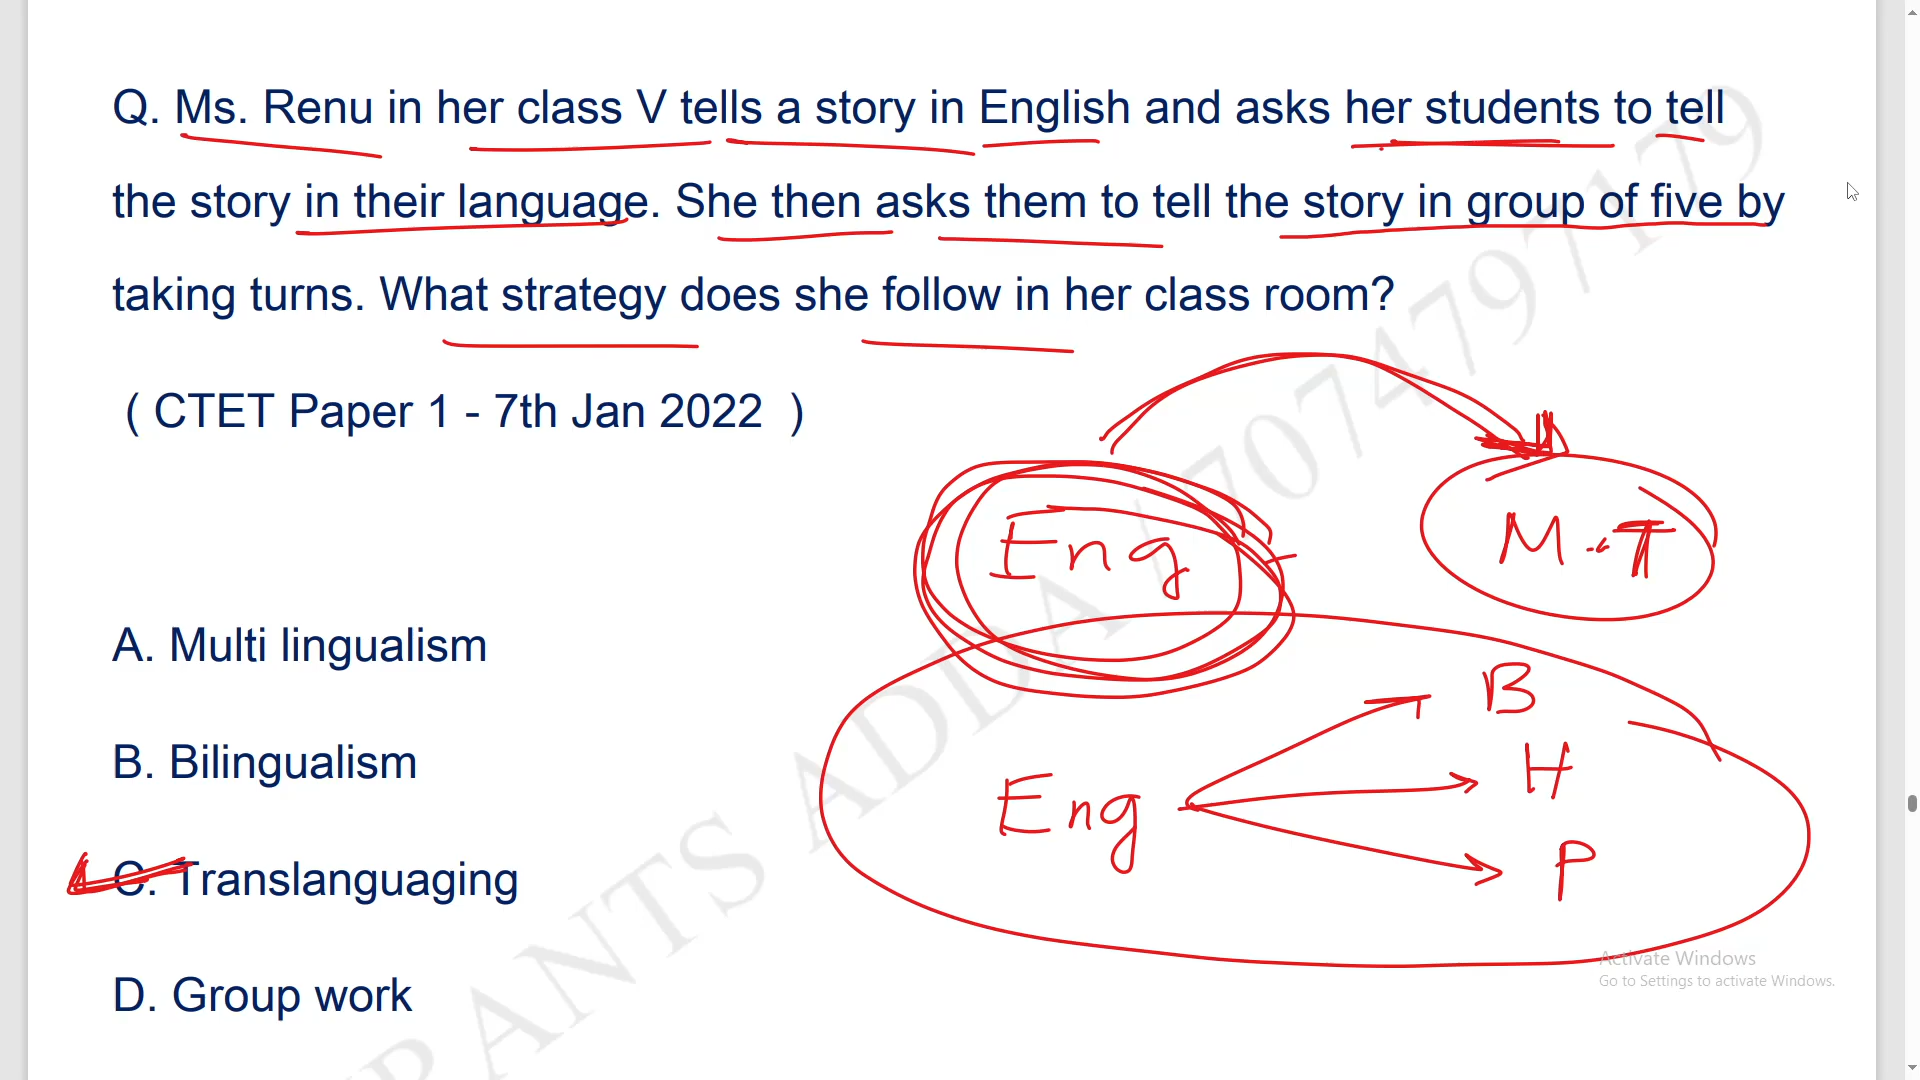 Q. Ms. Renu in her class V tells a story in English and asks her students to tell
the story in their language. She then asks them to tell the story in group of five by
taking turns. What strategy does she follow in her class room?
( CTET Paper 1 - 7th Jan 2022 )
Eng
M.T
A. Multi lingualism
B
B. Bilingualism
H
Eng
P
C. Translanguaging
D. Group work
RANTS ADDA 7074797179
Activate Windows
Go to Settings to activate Windows.